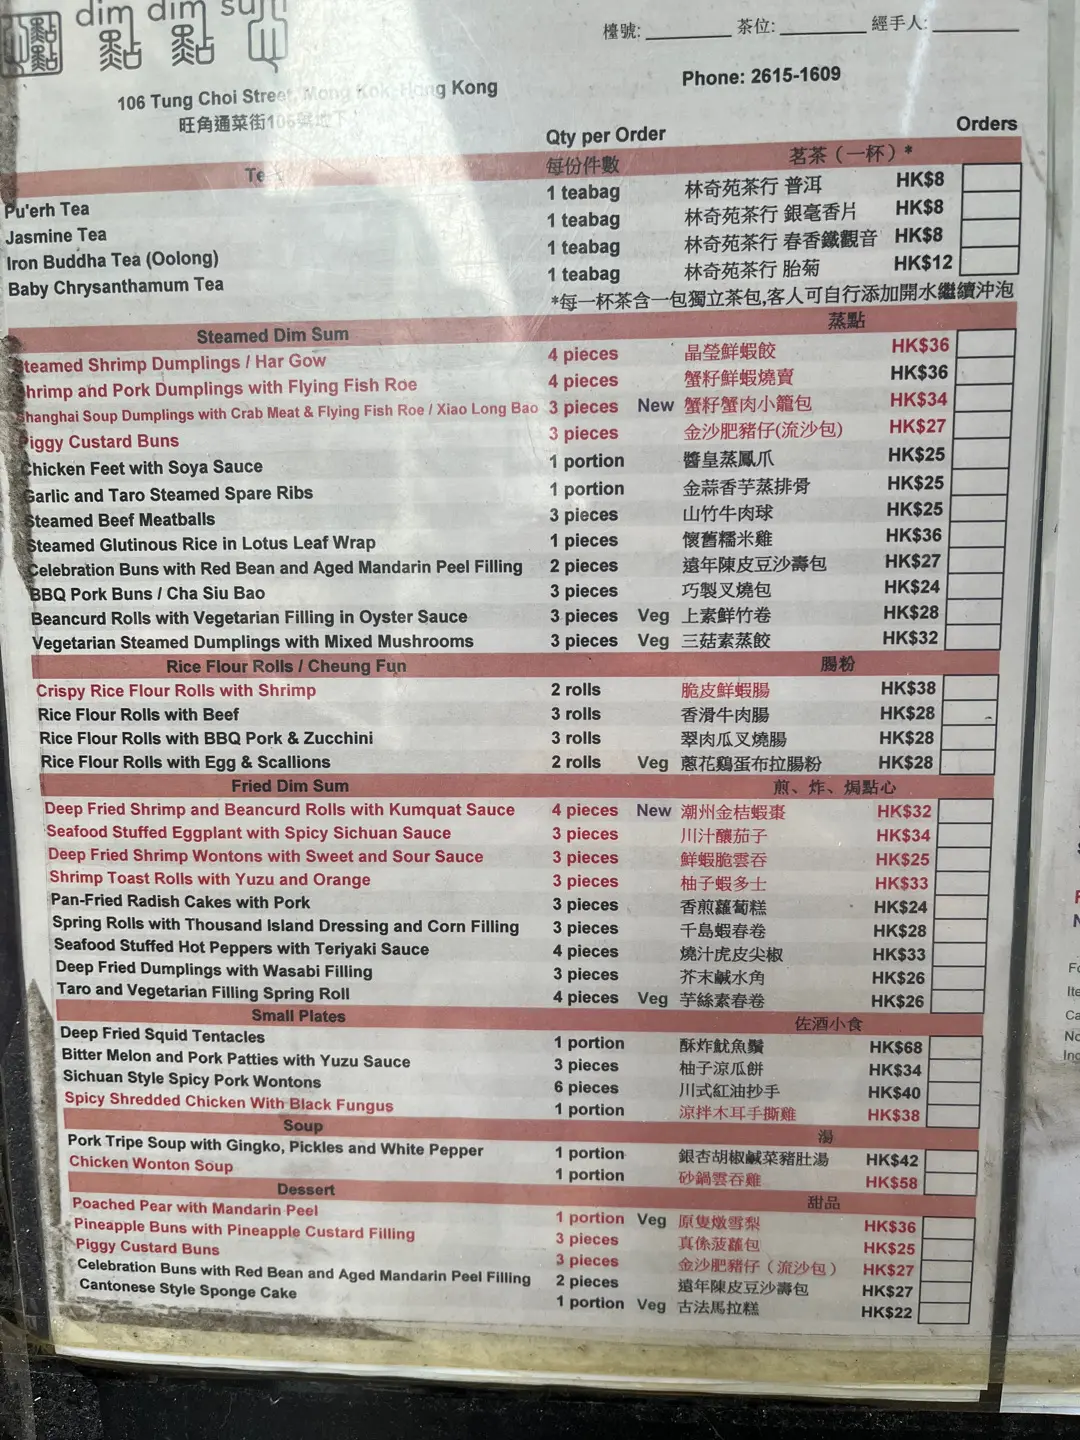 dim dim sum
點點心
檯號: 茶位: 經手人:
Phone: 2615-1609
106 Tung Choi Street, Mong Kok, Hong Kong
旺角通菜街106號地下
Qty per Order Orders
每份件數 茗茶（一杯）*
Pu'erh Tea 1 teabag 林奇苑茶行 普洱 HK$8
Jasmine Tea 1 teabag 林奇苑茶行 銀毫香片 HK$8
Iron Buddha Tea (Oolong) 1 teabag 林奇苑茶行 春香鐵觀音 HK$8
Baby Chrysanthamum Tea 1 teabag 林奇苑茶行 胎菊 HK$12
*每一杯茶含一包獨立茶包,客人可自行添加開水繼續沖泡
Steamed Dim Sum 蒸點
Steamed Shrimp Dumplings / Har Gow 4 pieces 晶瑩鮮蝦餃 HK$36
Shrimp and Pork Dumplings with Flying Fish Roe 4 pieces 蟹籽鮮蝦燒賣 HK$36
Shanghai Soup Dumplings with Crab Meat & Flying Fish Roe / Xiao Long Bao 3 pieces New 蟹籽蟹肉小籠包 HK$34
Piggy Custard Buns 3 pieces 金沙肥豬仔(流沙包) HK$27
Chicken Feet with Soya Sauce 1 portion 醬皇蒸鳳爪 HK$25
Garlic and Taro Steamed Spare Ribs 1 portion 金蒜香芋蒸排骨 HK$25
Steamed Beef Meatballs 3 pieces 山竹牛肉球 HK$25
Steamed Glutinous Rice in Lotus Leaf Wrap 1 pieces 懷舊糯米雞 HK$36
Celebration Buns with Red Bean and Aged Mandarin Peel Filling 2 pieces 遠年陳皮豆沙壽包 HK$27
BBQ Pork Buns / Cha Siu Bao 3 pieces 巧製叉燒包 HK$24
Beancurd Rolls with Vegetarian Filling in Oyster Sauce 3 pieces Veg 上素鮮竹卷 HK$28
Vegetarian Steamed Dumplings with Mixed Mushrooms 3 pieces Veg 三菇素蒸餃 HK$32
Rice Flour Rolls / Cheung Fun 腸粉
Crispy Rice Flour Rolls with Shrimp 2 rolls 脆皮鮮蝦腸 HK$38
Rice Flour Rolls with Beef 3 rolls 香滑牛肉腸 HK$28
Rice Flour Rolls with BBQ Pork & Zucchini 3 rolls 翠肉瓜叉燒腸 HK$28
Rice Flour Rolls with Egg & Scallions 2 rolls Veg 蔥花鷄蛋布拉腸粉 HK$28
Fried Dim Sum 煎、炸、焗點心
Deep Fried Shrimp and Beancurd Rolls with Kumquat Sauce 4 pieces New 潮州金桔蝦棗 HK$32
Seafood Stuffed Eggplant with Spicy Sichuan Sauce 3 pieces 川汁釀茄子 HK$34
Deep Fried Shrimp Wontons with Sweet and Sour Sauce 3 pieces 鮮蝦脆雲吞 HK$25
Shrimp Toast Rolls with Yuzu and Orange 3 pieces 柚子蝦多士 HK$33
Pan-Fried Radish Cakes with Pork 3 pieces 香煎蘿蔔糕 HK$24
Spring Rolls with Thousand Island Dressing and Corn Filling 3 pieces 千島蝦春卷 HK$28
Seafood Stuffed Hot Peppers with Teriyaki Sauce 4 pieces 燒汁虎皮尖椒 HK$33
Deep Fried Dumplings with Wasabi Filling 3 pieces 芥末鹹水角 HK$26
Taro and Vegetarian Filling Spring Roll 4 pieces Veg 芋絲素春卷 HK$26
Small Plates 佐酒小食
Deep Fried Squid Tentacles 1 portion 酥炸魷魚鬚 HK$68
Bitter Melon and Pork Patties with Yuzu Sauce 3 pieces 柚子涼瓜餅 HK$34
Sichuan Style Spicy Pork Wontons 6 pieces 川式紅油抄手 HK$40
Spicy Shredded Chicken With Black Fungus 1 portion 涼拌木耳手撕雞 HK$38
Soup 湯
Pork Tripe Soup with Gingko, Pickles and White Pepper 1 portion 銀杏胡椒鹹菜豬肚湯 HK$42
Chicken Wonton Soup 1 portion 砂鍋雲吞雞 HK$58
Dessert 甜品
Poached Pear with Mandarin Peel 1 portion Veg 原隻燉雪梨 HK$36
Pineapple Buns with Pineapple Custard Filling 3 pieces 真係菠蘿包 HK$25
Piggy Custard Buns 3 pieces 金沙肥豬仔（流沙包） HK$27
Celebration Buns with Red Bean and Aged Mandarin Peel Filling 2 pieces 遠年陳皮豆沙壽包 HK$27
Cantonese Style Sponge Cake 1 portion Veg 古法馬拉糕 HK$22